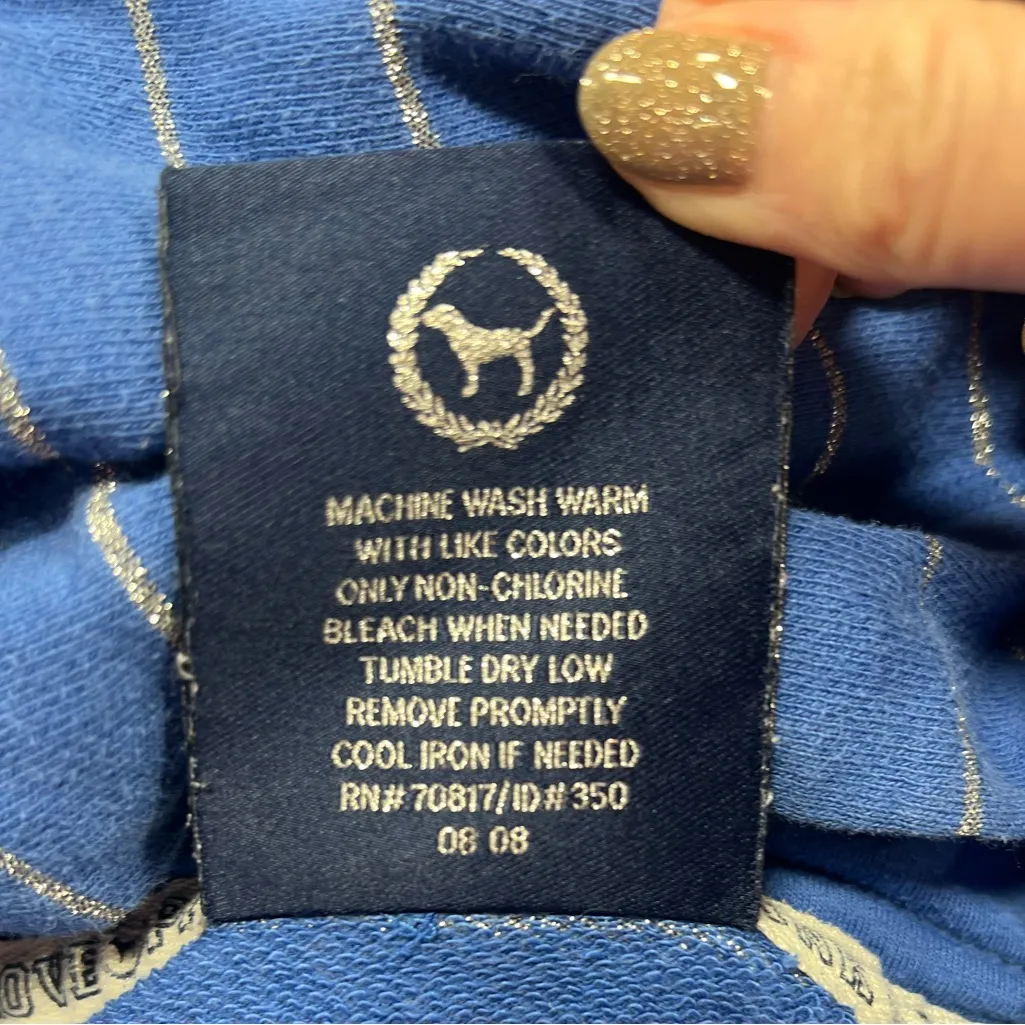 MACHINE WASH WARM
WITH LIKE COLORS
ONLY NON-CHLORINE
BLEACH WHEN NEEDED
TUMBLE DRY LOW
REMOVE PROMPTLY
COOL IRON IF NEEDED
RN# 70817/ID# 350
08 08